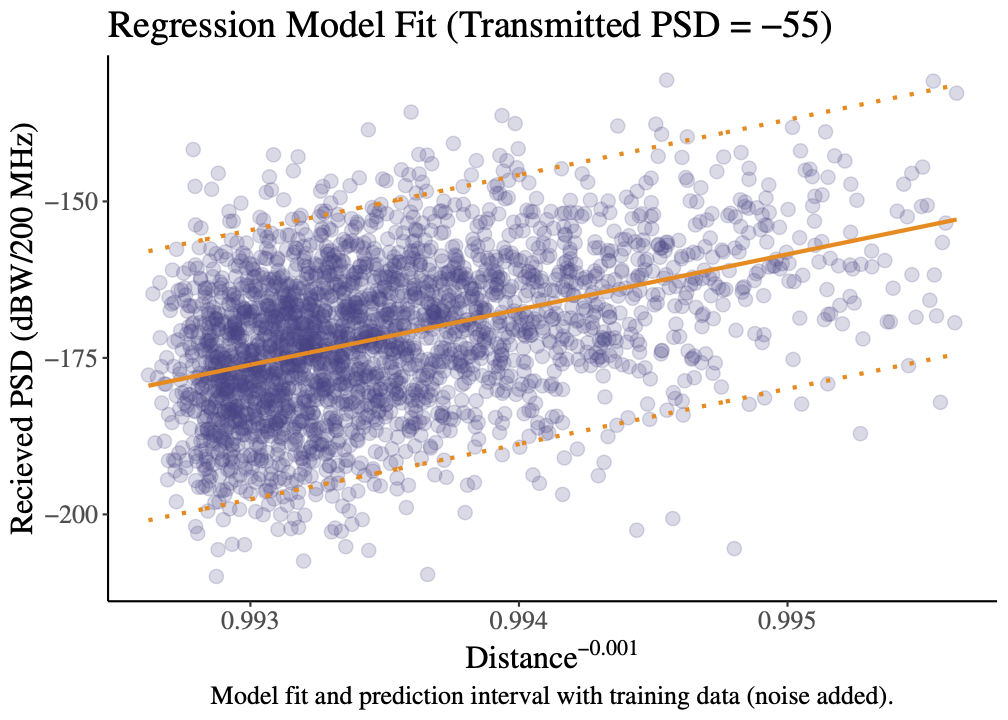 Regression Model Fit (Transmitted PSD = −55)
Recieved PSD (dBW/200 MHz)
−150
−175
−200
0.993 0.994 0.995
Distance−0.001
Model fit and prediction interval with training data (noise added).